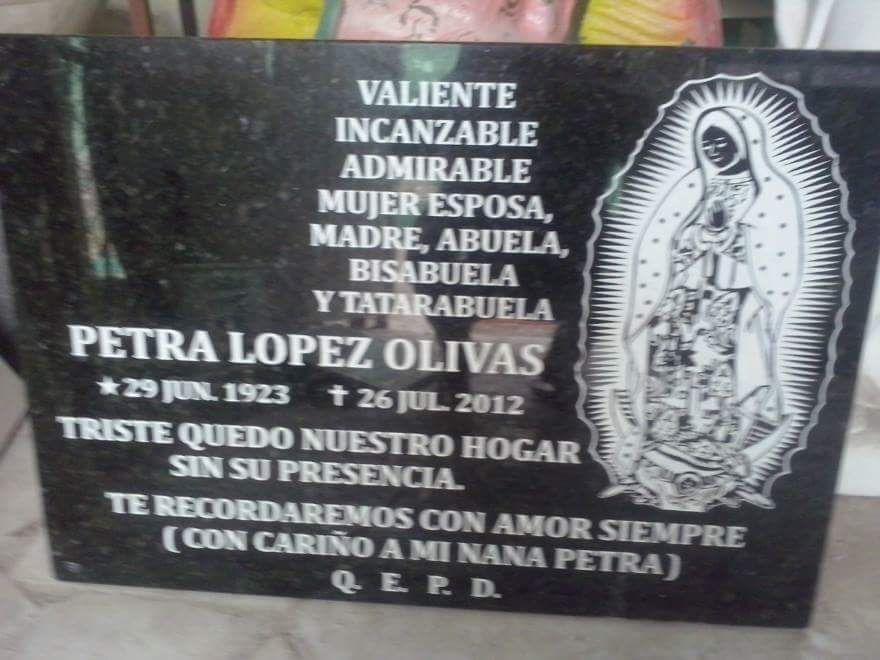 VALIENTE
INCANZABLE
ADMIRABLE
MUJER ESPOSA,
MADRE, ABUELA,
BISABUELA
Y TATARABUELA
PETRA LOPEZ OLIVAS
★ 29 JUN. 1923 ✝ 26 JUL. 2012
TRISTE QUEDO NUESTRO HOGAR
SIN SU PRESENCIA.
TE RECORDAREMOS CON AMOR SIEMPRE
( CON CARIÑO A MI NANA PETRA )
Q. E. P. D.